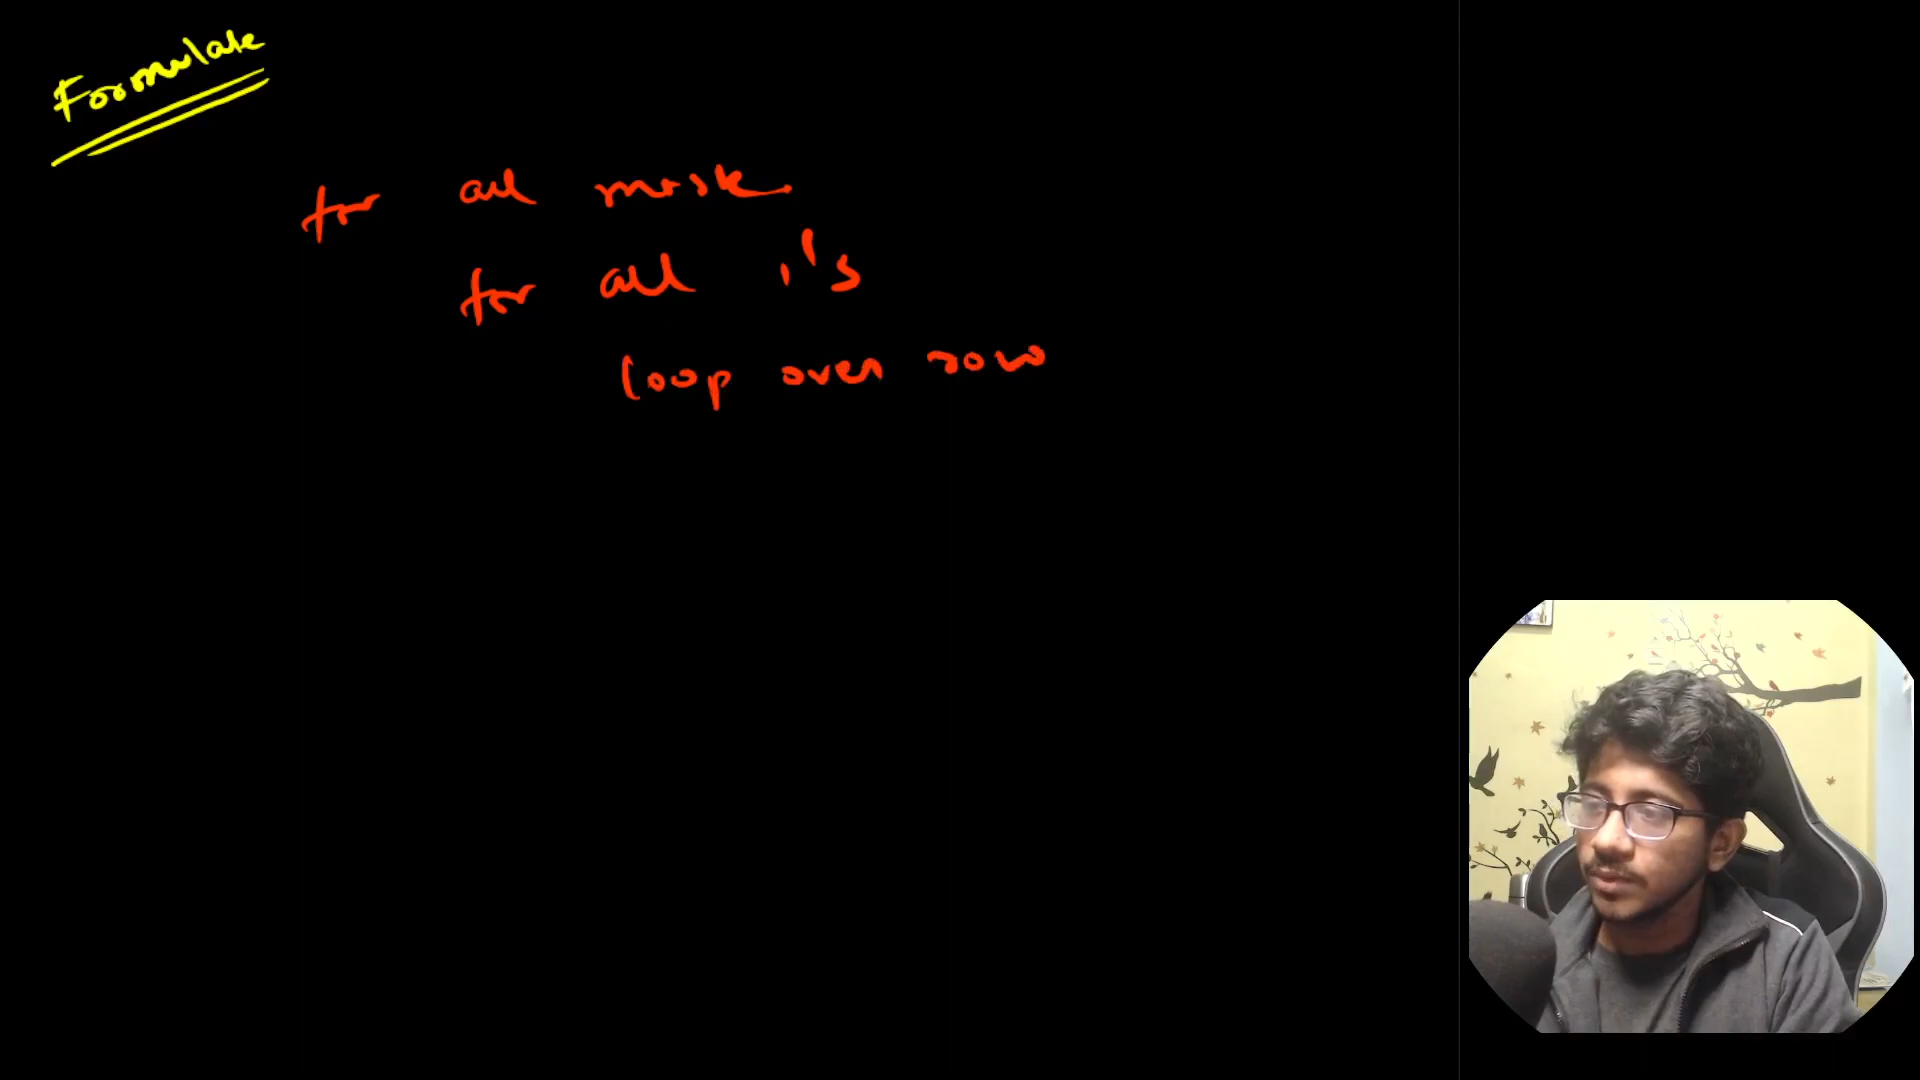 Formulate
for all mask
for all i's
loop over row